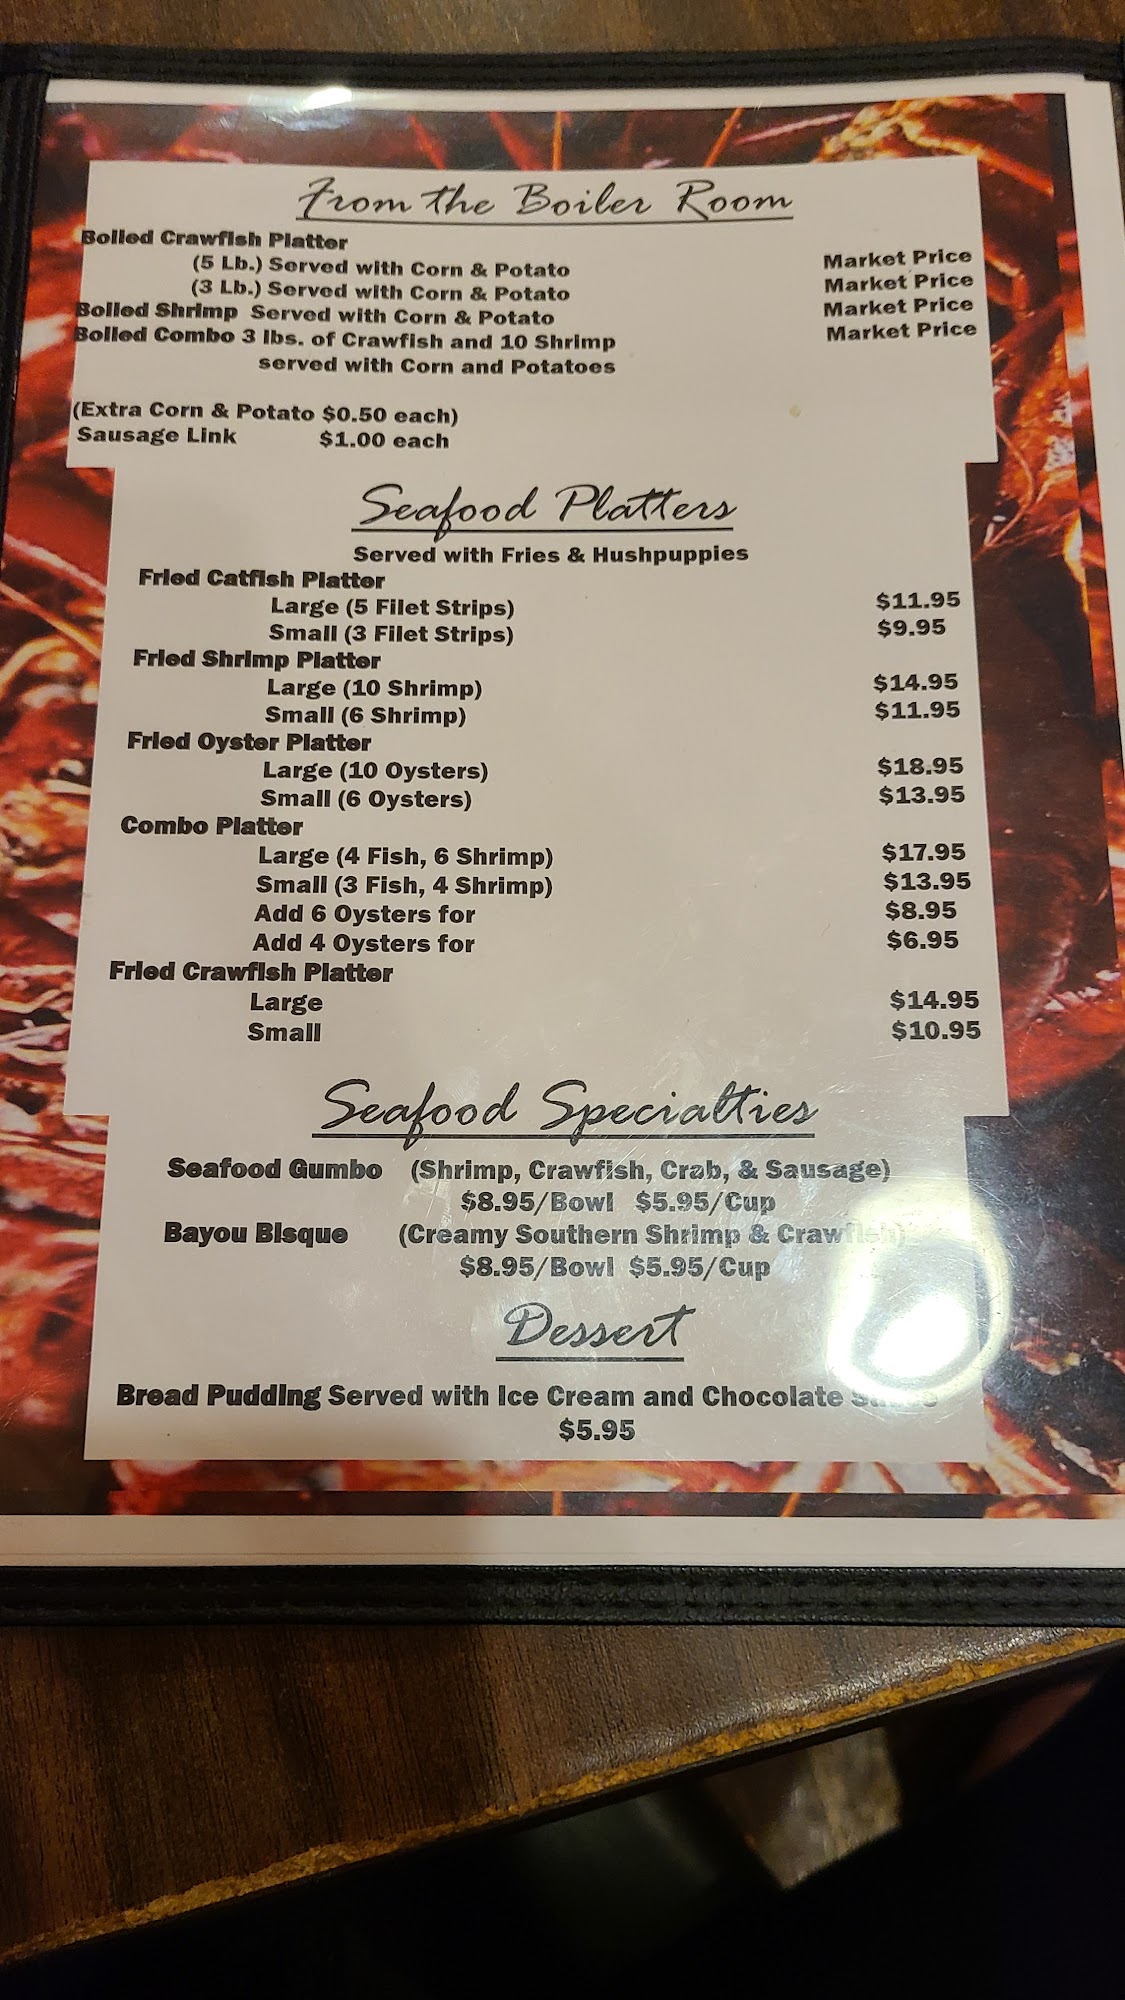 From the Boiler Room
Boiled Crawfish Platter
(5 Lb.) Served with Corn & Potato Market Price
(3 Lb.) Served with Corn & Potato Market Price
Boiled Shrimp Served with Corn & Potato Market Price
Boiled Combo 3 lbs. of Crawfish and 10 Shrimp Market Price
served with Corn and Potatoes
(Extra Corn & Potato $0.50 each)
Sausage Link $1.00 each
Seafood Platters
Served with Fries & Hushpuppies
Fried Catfish Platter
Large (5 Filet Strips) $11.95
Small (3 Filet Strips) $9.95
Fried Shrimp Platter
Large (10 Shrimp) $14.95
Small (6 Shrimp) $11.95
Fried Oyster Platter
Large (10 Oysters) $18.95
Small (6 Oysters) $13.95
Combo Platter
Large (4 Fish, 6 Shrimp) $17.95
Small (3 Fish, 4 Shrimp) $13.95
Add 6 Oysters for $8.95
Add 4 Oysters for $6.95
Fried Crawfish Platter
Large $14.95
Small $10.95
Seafood Specialties
Seafood Gumbo (Shrimp, Crawfish, Crab, & Sausage)
$8.95/Bowl $5.95/Cup
Bayou Bisque (Creamy Southern Shrimp & Crawfish)
$8.95/Bowl $5.95/Cup
Dessert
Bread Pudding Served with Ice Cream and Chocolate
$5.95